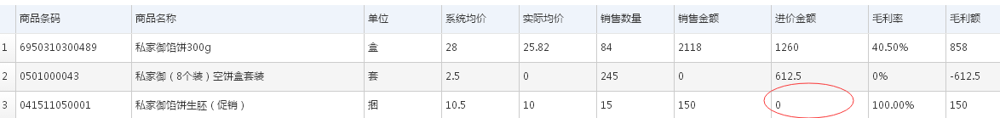 商品条码 商品名称 单位 系统均价 实际均价 销售数量 销售金额 进价金额 毛利率 毛利额
1 6950310300489 私家御馅饼300g 盒 28 25.82 84 2118 1260 40.50% 858
2 0501000043 私家御（8个装）空饼盒套装 套 2.5 0 245 0 612.5 0% -612.5
3 041511050001 私家御馅饼生胚（促销） 捆 10.5 10 15 150 0 100.00% 150